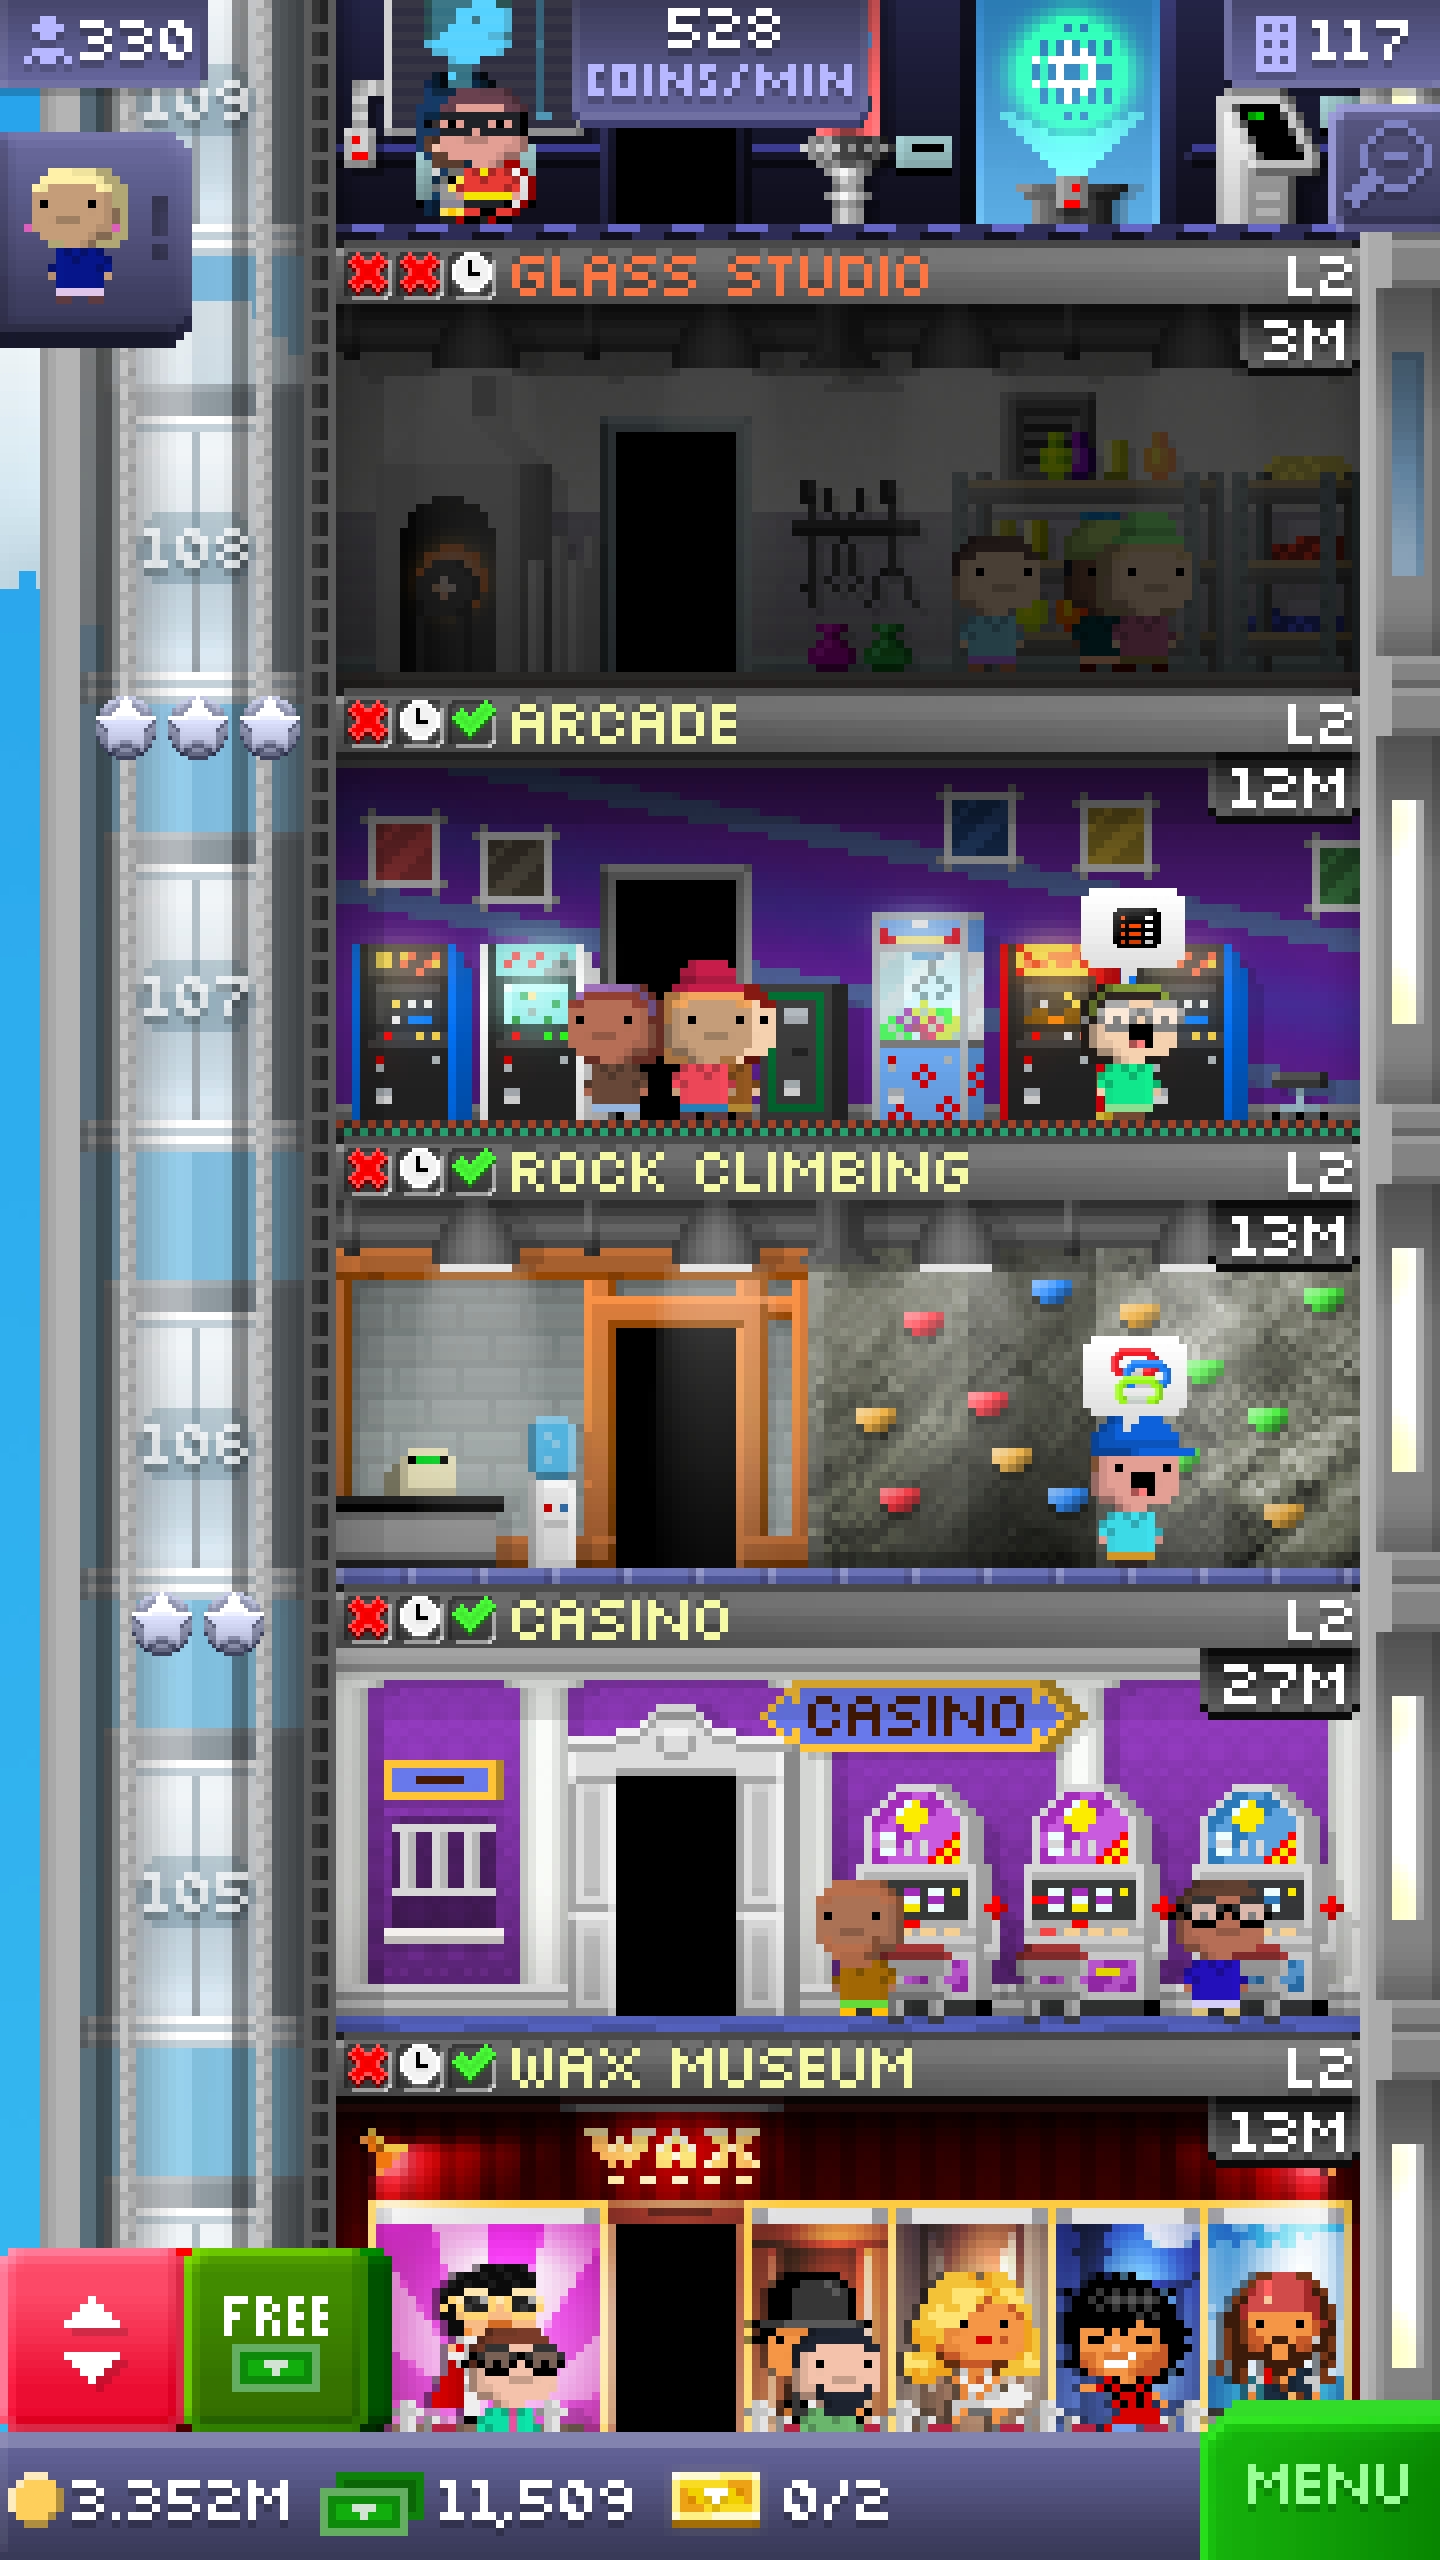 330
528
COINS/MIN
117
109
GLASS STUDIO L2
3M
108
ARCADE L2
12M
107
ROCK CLIMBING L2
13M
106
CASINO L2
27M
CASINO
105
WAX MUSEUM L2
13M
WAX
FREE
3.352M 11,509 0/2
MENU